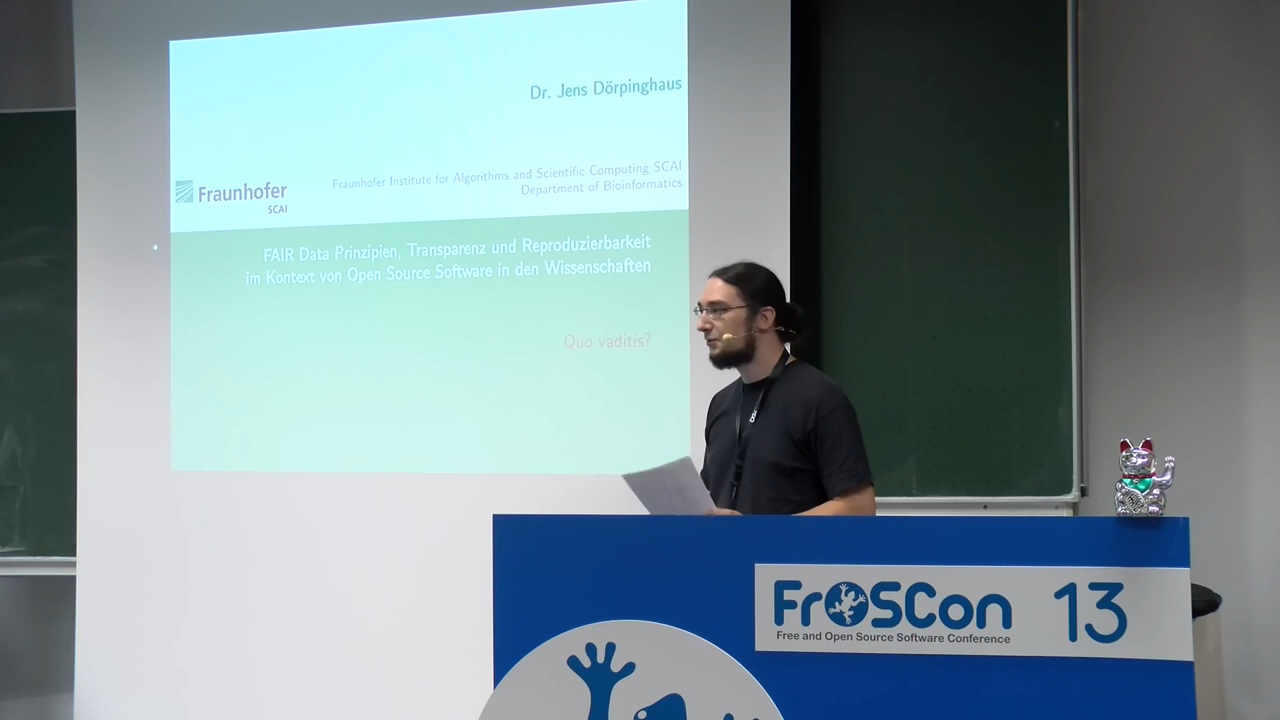 Dr. Jens Dörpinghaus
Fraunhofer
SCAI
Fraunhofer Institute for Algorithms and Scientific Computing SCAI
Department of Bioinformatics
FAIR Data Prinzipien, Transparenz und Reproduzierbarkeit
im Kontext von Open Source Software in den Wissenschaften
Quo vaditis?
FrOSCon 13
Free and Open Source Software Conference